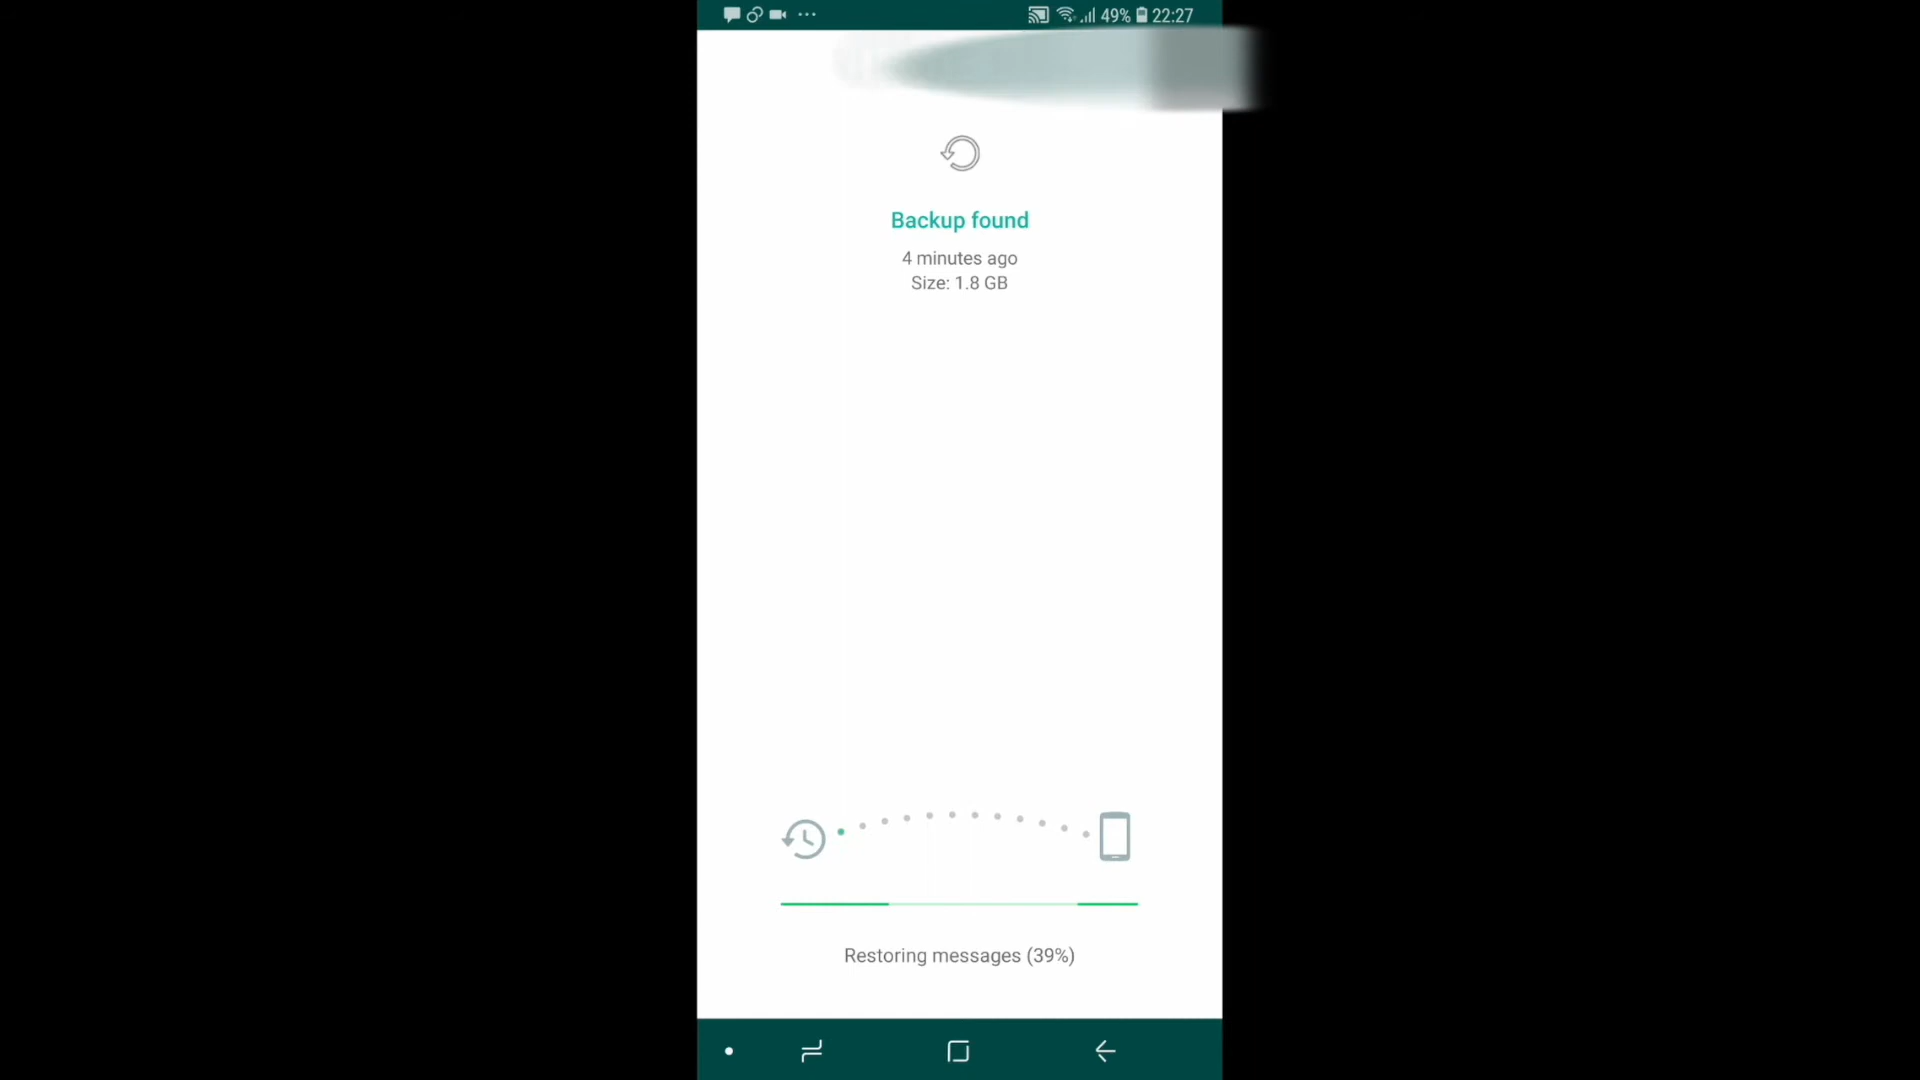 49% 22:27
Backup found
4 minutes ago
Size: 1.8 GB
Restoring messages (39%)